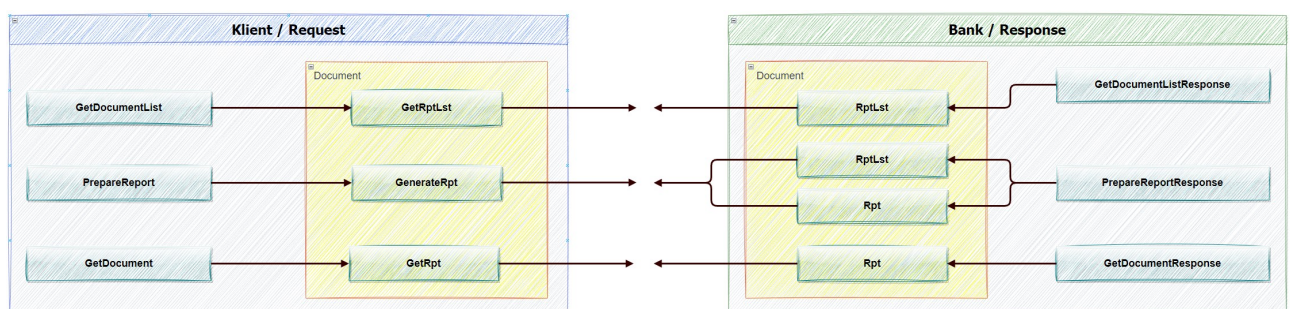 Klient / Request
Document
GetDocumentList
GetRptLst
PrepareReport
GenerateRpt
GetDocument
GetRpt
Bank / Response
Document
RptLst
GetDocumentListResponse
RptLst
PrepareReportResponse
Rpt
Rpt
GetDocumentResponse